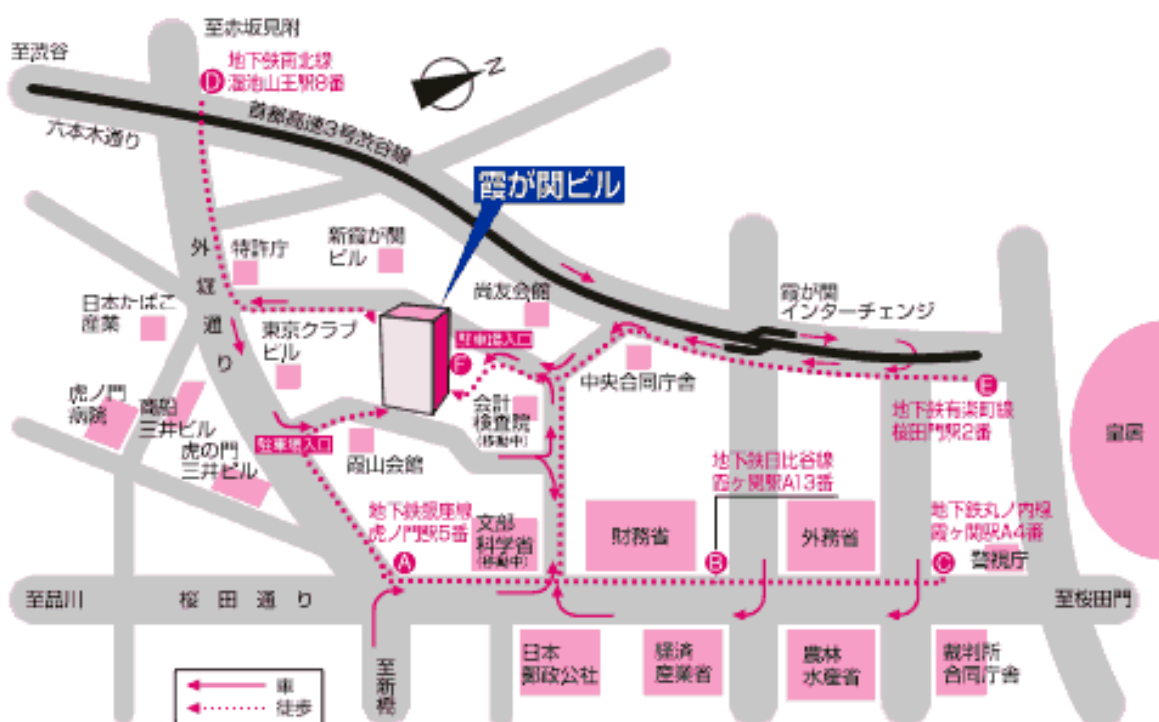 至赤坂見附
至渋谷
地下鉄南北線
溜池山王駅8番
D
N
六本木通り
首都高速3号渋谷線
霞が関ビル
外堀通り
特許庁
新霞が関
ビル
尚友会館
霞が関
インターチェンジ
日本たばこ
産業
東京クラブ
ビル
駐車場入口
F
中央合同庁舎
E
地下鉄有楽町線
桜田門駅2番
皇居
虎ノ門
病院
商船
三井ビル
虎の門
三井ビル
駐車場入口
霞山会館
会計
検査院
(移動中)
地下鉄日比谷線
霞ヶ関駅A13番
地下鉄銀座線
虎ノ門駅5番
A
文部
科学省
(移動中)
財務省
B
外務省
地下鉄丸ノ内線
霞ヶ関駅A4番
C
警視庁
至品川
桜田通り
至桜田門
至新橋
日本
郵政公社
経済
産業省
農林
水産省
裁判所
合同庁舎
車
徒歩